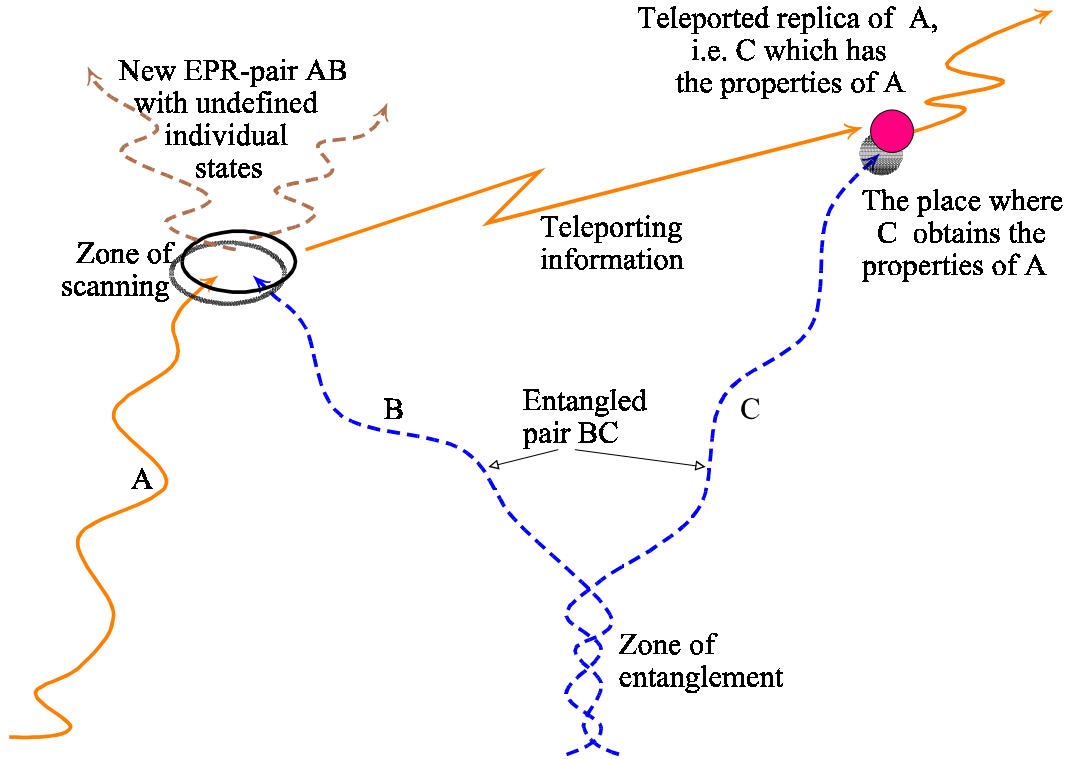 New EPR-pair AB
with undefined
individual
states
Teleported replica of A,
i.e. C which has
the properties of A
The place where
C obtains the
properties of A
Zone of
scanning
Teleporting
information
B
Entangled
pair BC
C
A
Zone of
entanglement